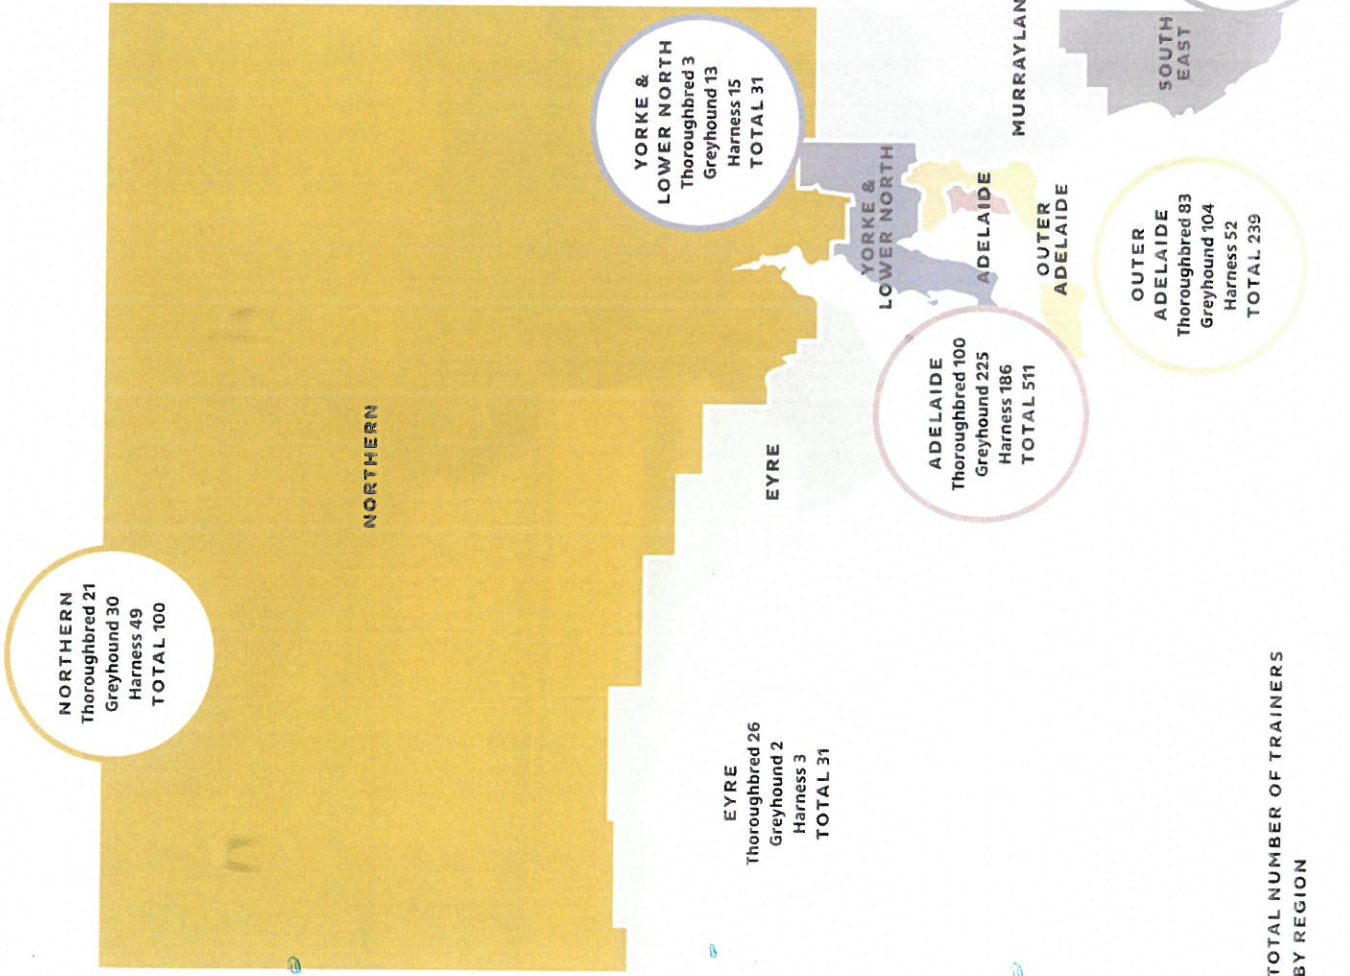 TOTAL NUMBER OF TRAINERS
BY REGION
NORTHERN
Thoroughbred 21
Greyhound 30
Harness 49
TOTAL 100
NORTHERN
EYRE
Thoroughbred 26
Greyhound 2
Harness 3
TOTAL 31
EYRE
YORKE &
LOWER NORTH
Thoroughbred 3
Greyhound 13
Harness 15
TOTAL 31
YORKE &
LOWER NORTH
ADELAIDE
Thoroughbred 100
Greyhound 225
Harness 186
TOTAL 511
ADELAIDE
OUTER
ADELAIDE
OUTER
ADELAIDE
Thoroughbred 83
Greyhound 104
Harness 52
TOTAL 239
MURRAYLAN
SOUTH
EAST